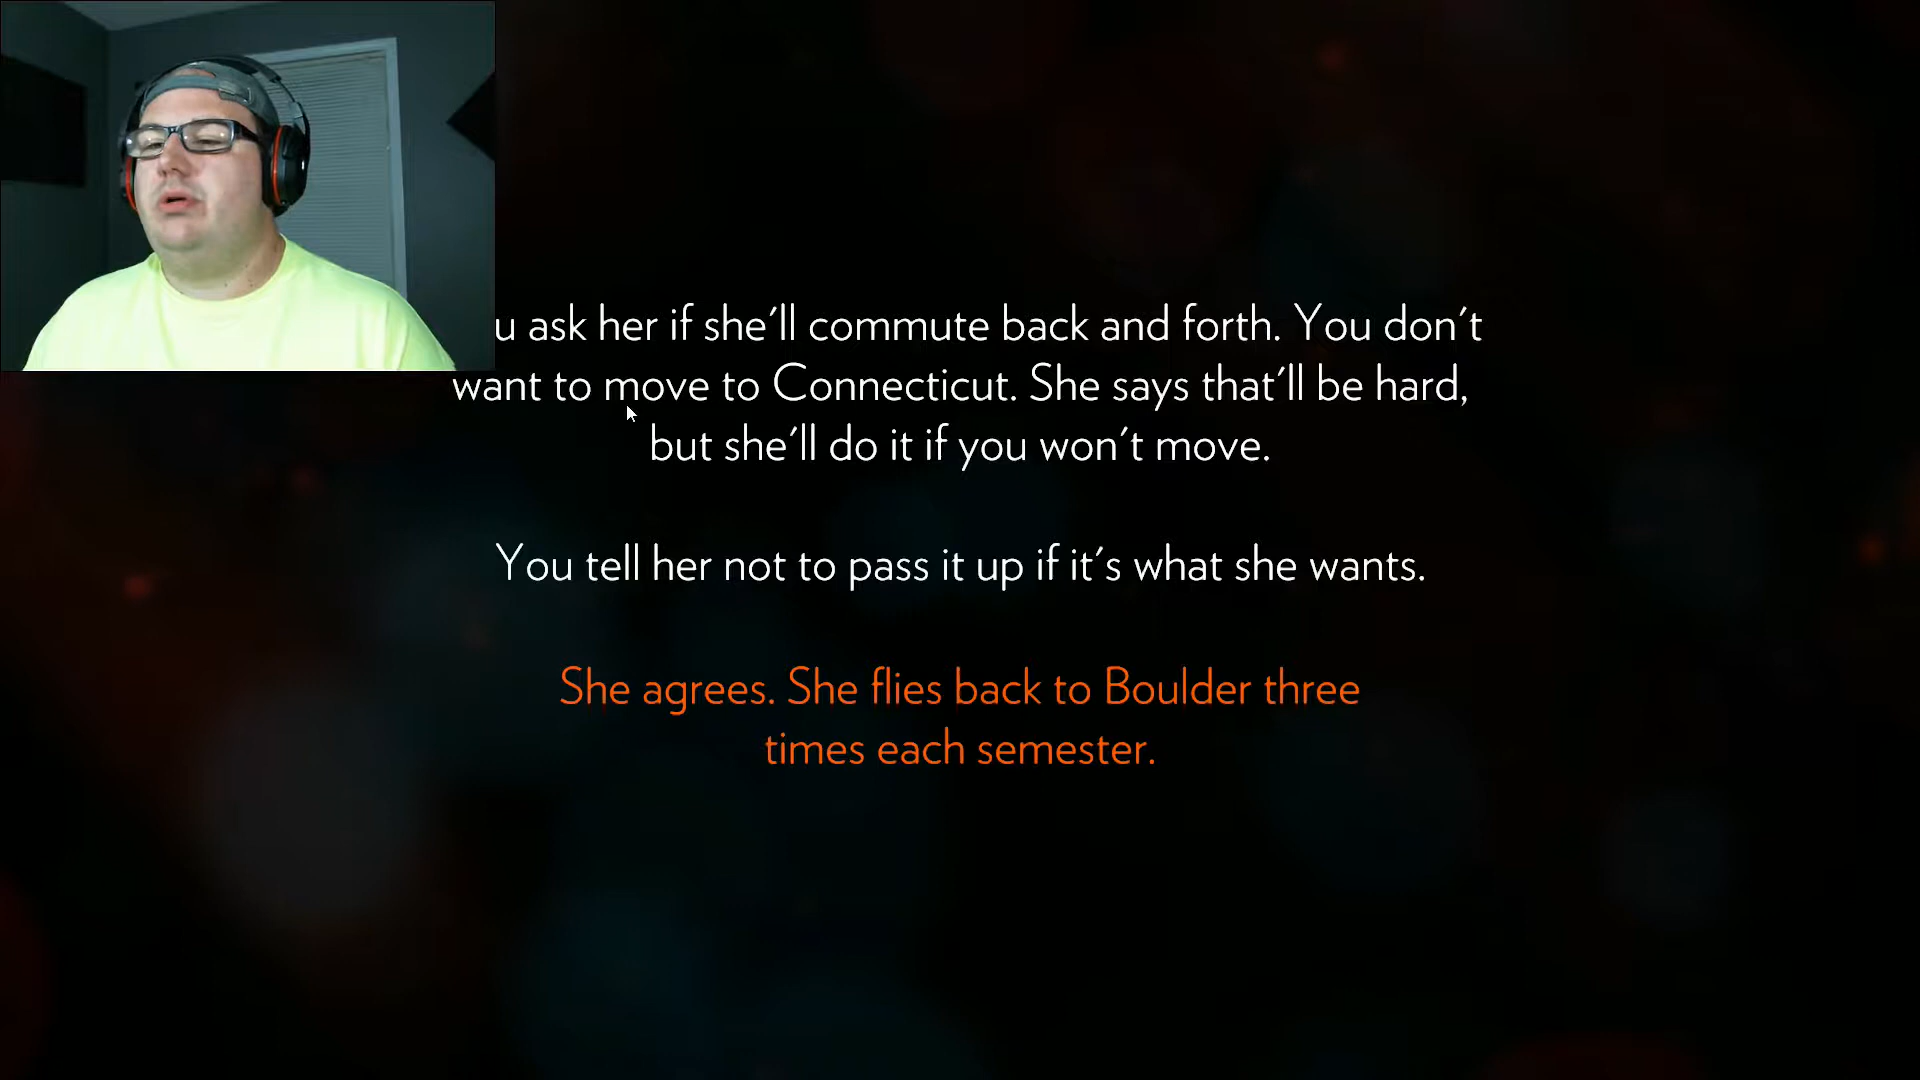 u ask her if she'll commute back and forth. You don't
want to move to Connecticut. She says that'll be hard,
but she'll do it if you won't move.
You tell her not to pass it up if it's what she wants.
She agrees. She flies back to Boulder three
times each semester.